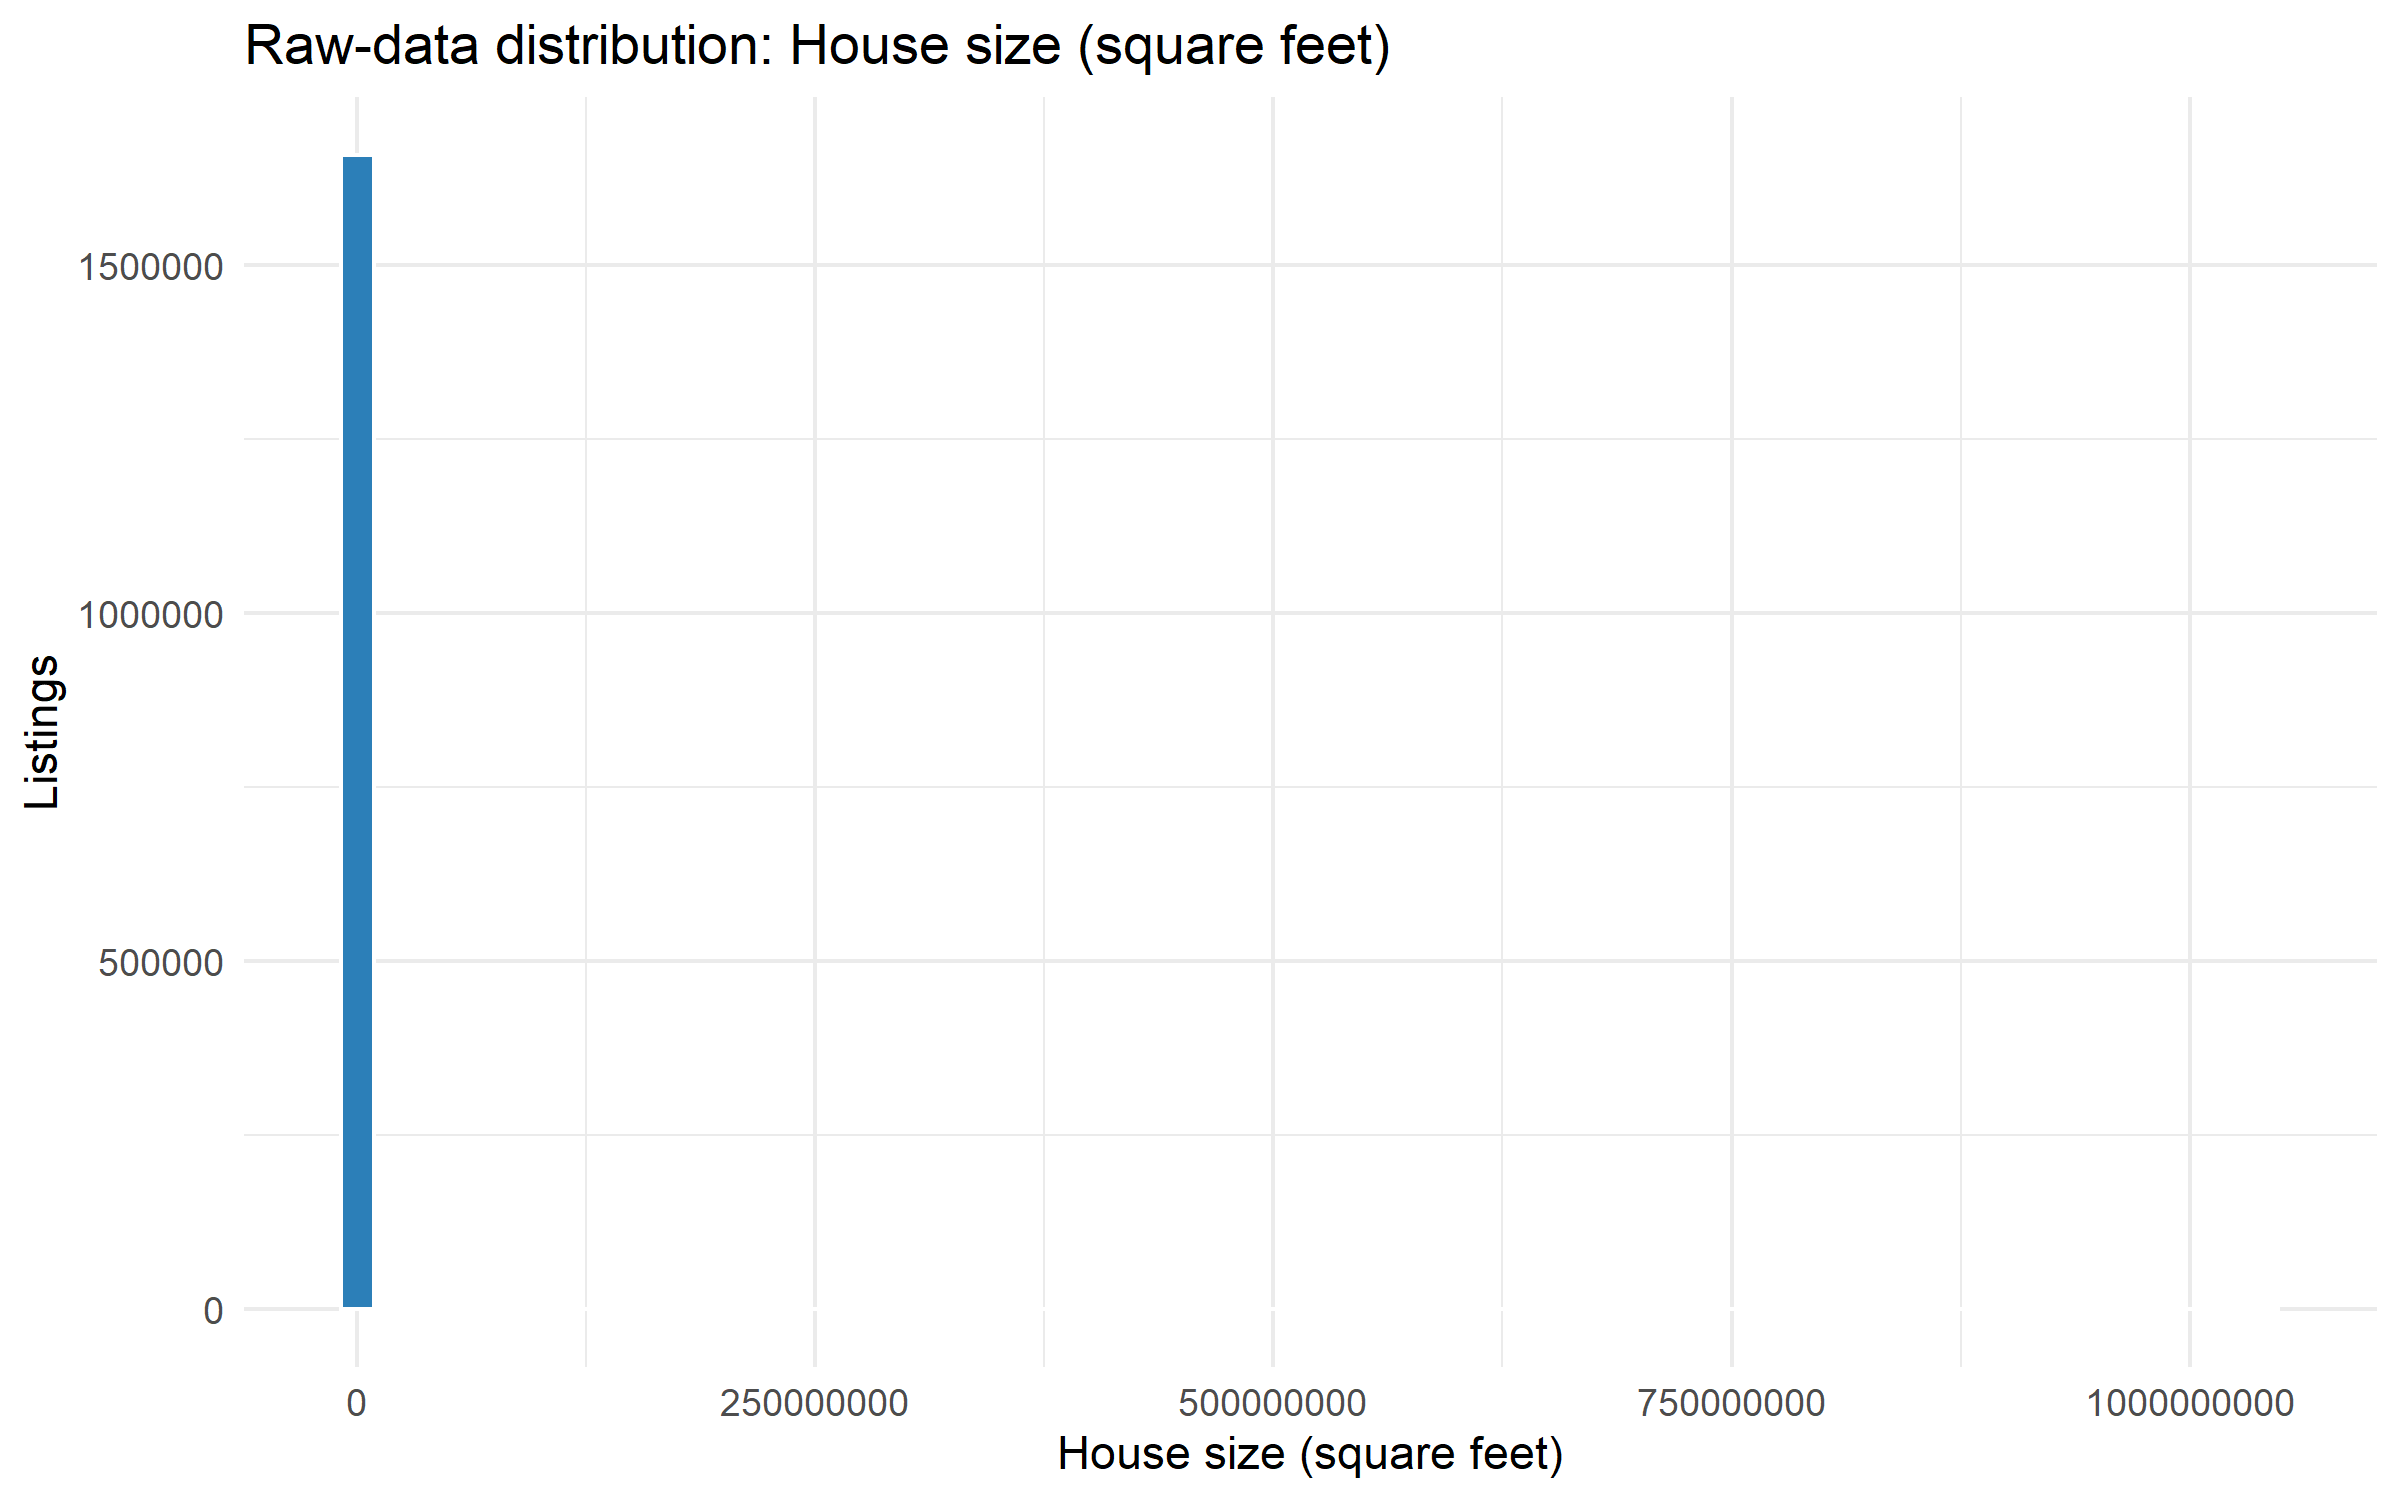 Raw-data distribution: House size (square feet)
Listings
1500000
1000000
500000
0
0 250000000 500000000 750000000 1000000000
House size (square feet)